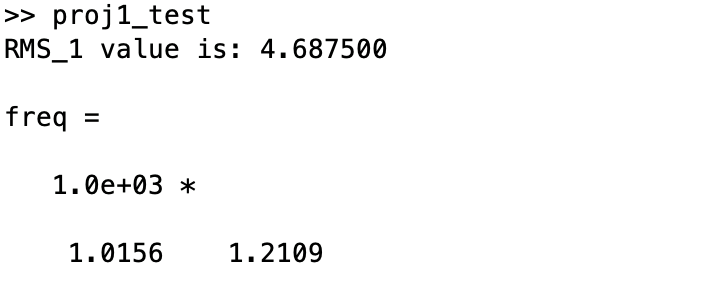 >> proj1_test
RMS_1 value is: 4.687500
freq =
1.0e+03 *
1.0156    1.2109